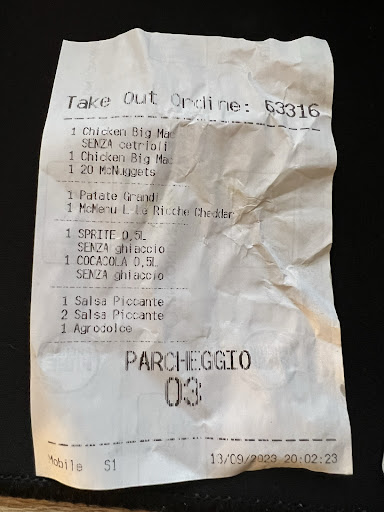 Take Out Ordine: 63316
1 Chicken Big Mac
SENZA cetrioli
1 Chicken Big Mac
1 20 McNuggets
1 Patate Grandi
1 McMenu L Le Ricche Cheddar
1 SPRITE 0,5L
SENZA ghiaccio
1 COCACOLA 0,5L
SENZA ghiaccio
1 Salsa Piccante
2 Salsa Piccante
1 Agrodolce
PARCHEGGIO
03
Mobile S1 13/09/2023 20:02:23